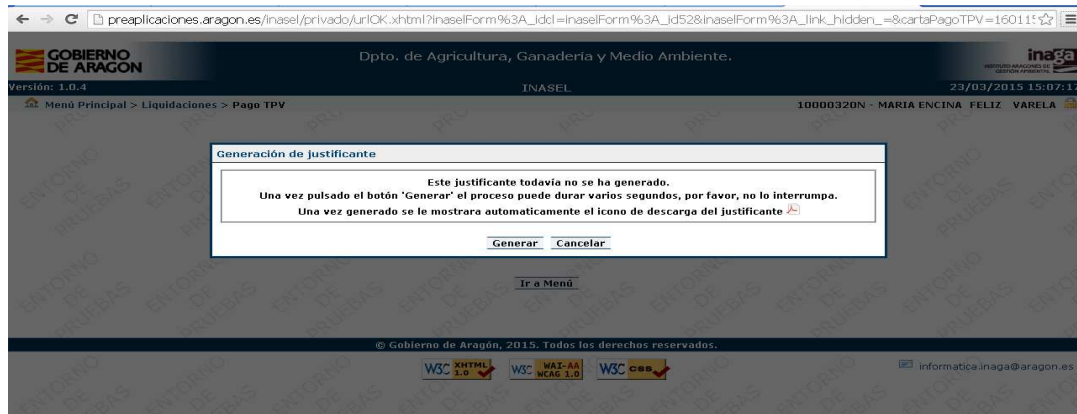 preaplicaciones.aragon.es/inasel/privado/urlOK.xhtml?inaselForm%3A_idcl=inaselForm%3A_id52&inaselForm%3A_link_hidden_=&cartaPagoTPV=16011
GOBIERNO
DE ARAGON
Dpto. de Agricultura, Ganadería y Medio Ambiente.
inaga
INSTITUTO ARAGONES DE
GESTION AMBIENTAL
Versión: 1.0.4
INASEL
23/03/2015 15:07:1
Menú Principal > Liquidaciones > Pago TPV
10000320N - MARIA ENCINA FELIZ VARELA
Generación de justificante
Este justificante todavía no se ha generado.
Una vez pulsado el botón 'Generar' el proceso puede durar varios segundos, por favor, no lo interrumpa.
Una vez generado se le mostrara automaticamente el icono de descarga del justificante
Generar Cancelar
Ir a Menú
ENTORNO
DE
PRUEBAS
© Gobierno de Aragón, 2015. Todos los derechos reservados.
W3C XHTML 1.0
W3C WAI-AA WCAG 1.0
W3C css
informatica.inaga@aragon.es